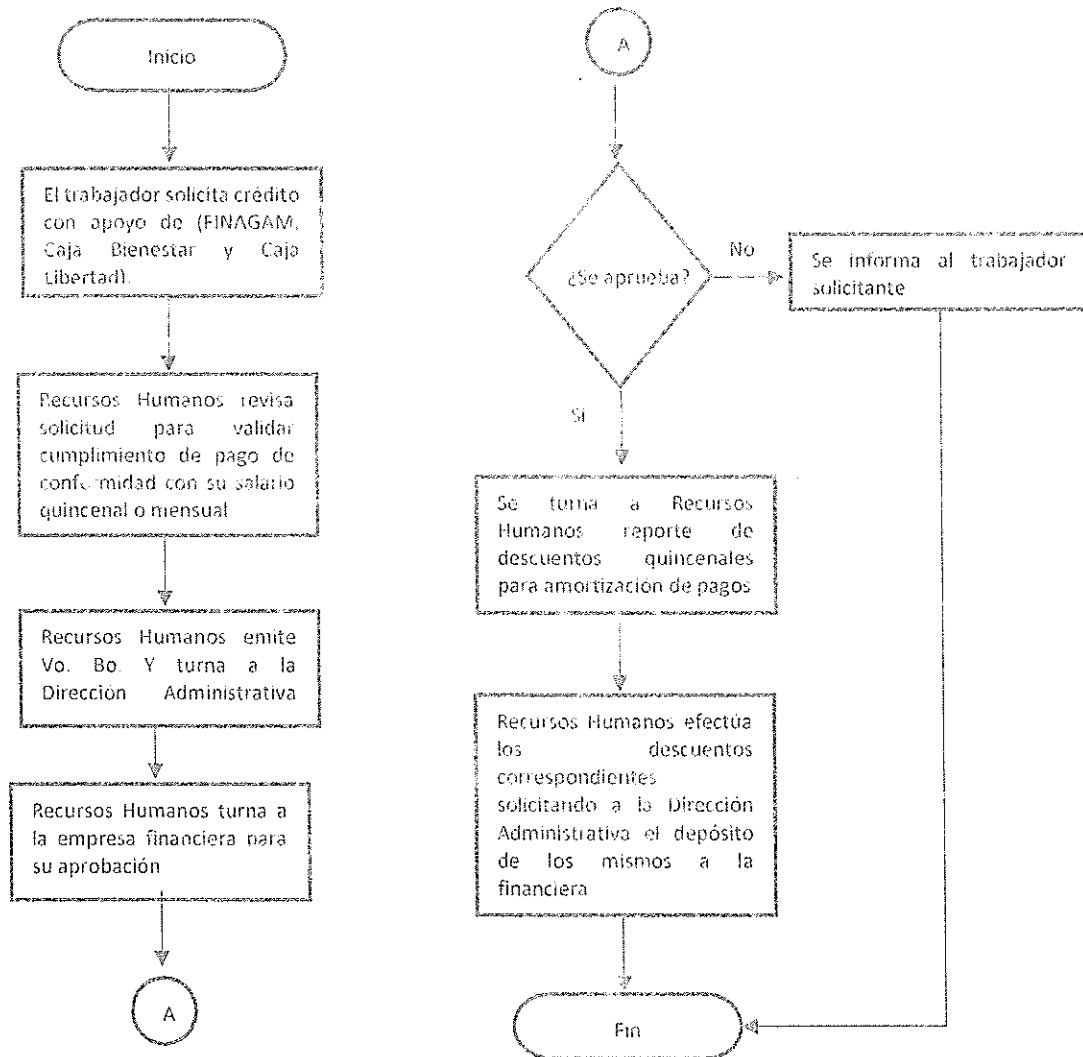 Inicio
El trabajador solicita crédito
con apoyo de (FINAGAM,
Caja Bienestar y Caja
Libertad).
Recursos Humanos revisa
solicitud para validar
cumplimiento de pago de
conformidad con su salario
quincenal o mensual
Recursos Humanos emite
Vo. Bo. Y turna a la
Dirección Administrativa
Recursos Humanos turna a
la empresa financiera para
su aprobación
A
A
¿Se aprueba?
No
Se informa al trabajador
solicitante
Si
Se turna a Recursos
Humanos reporte de
descuentos quincenales
para amortización de pagos
Recursos Humanos efectúa
los descuentos
correspondientes
solicitando a la Dirección
Administrativa el depósito
de los mismos a la
financiera
Fin